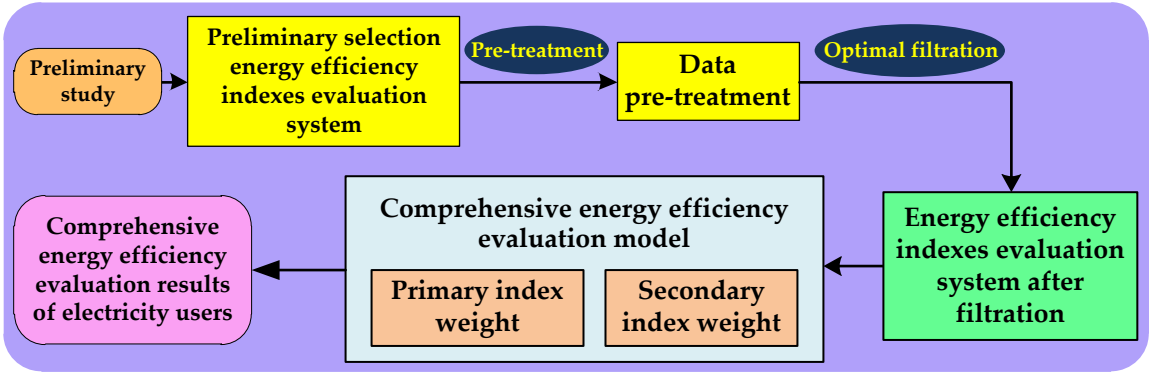 Preliminary
study
Preliminary selection
energy efficiency
indexes evaluation
system
Pre-treatment
Data
pre-treatment
Optimal filtration
Energy efficiency
indexes evaluation
system after
filtration
Comprehensive energy efficiency
evaluation model
Primary index
weight
Secondary
index weight
Comprehensive
energy efficiency
evaluation results
of electricity users